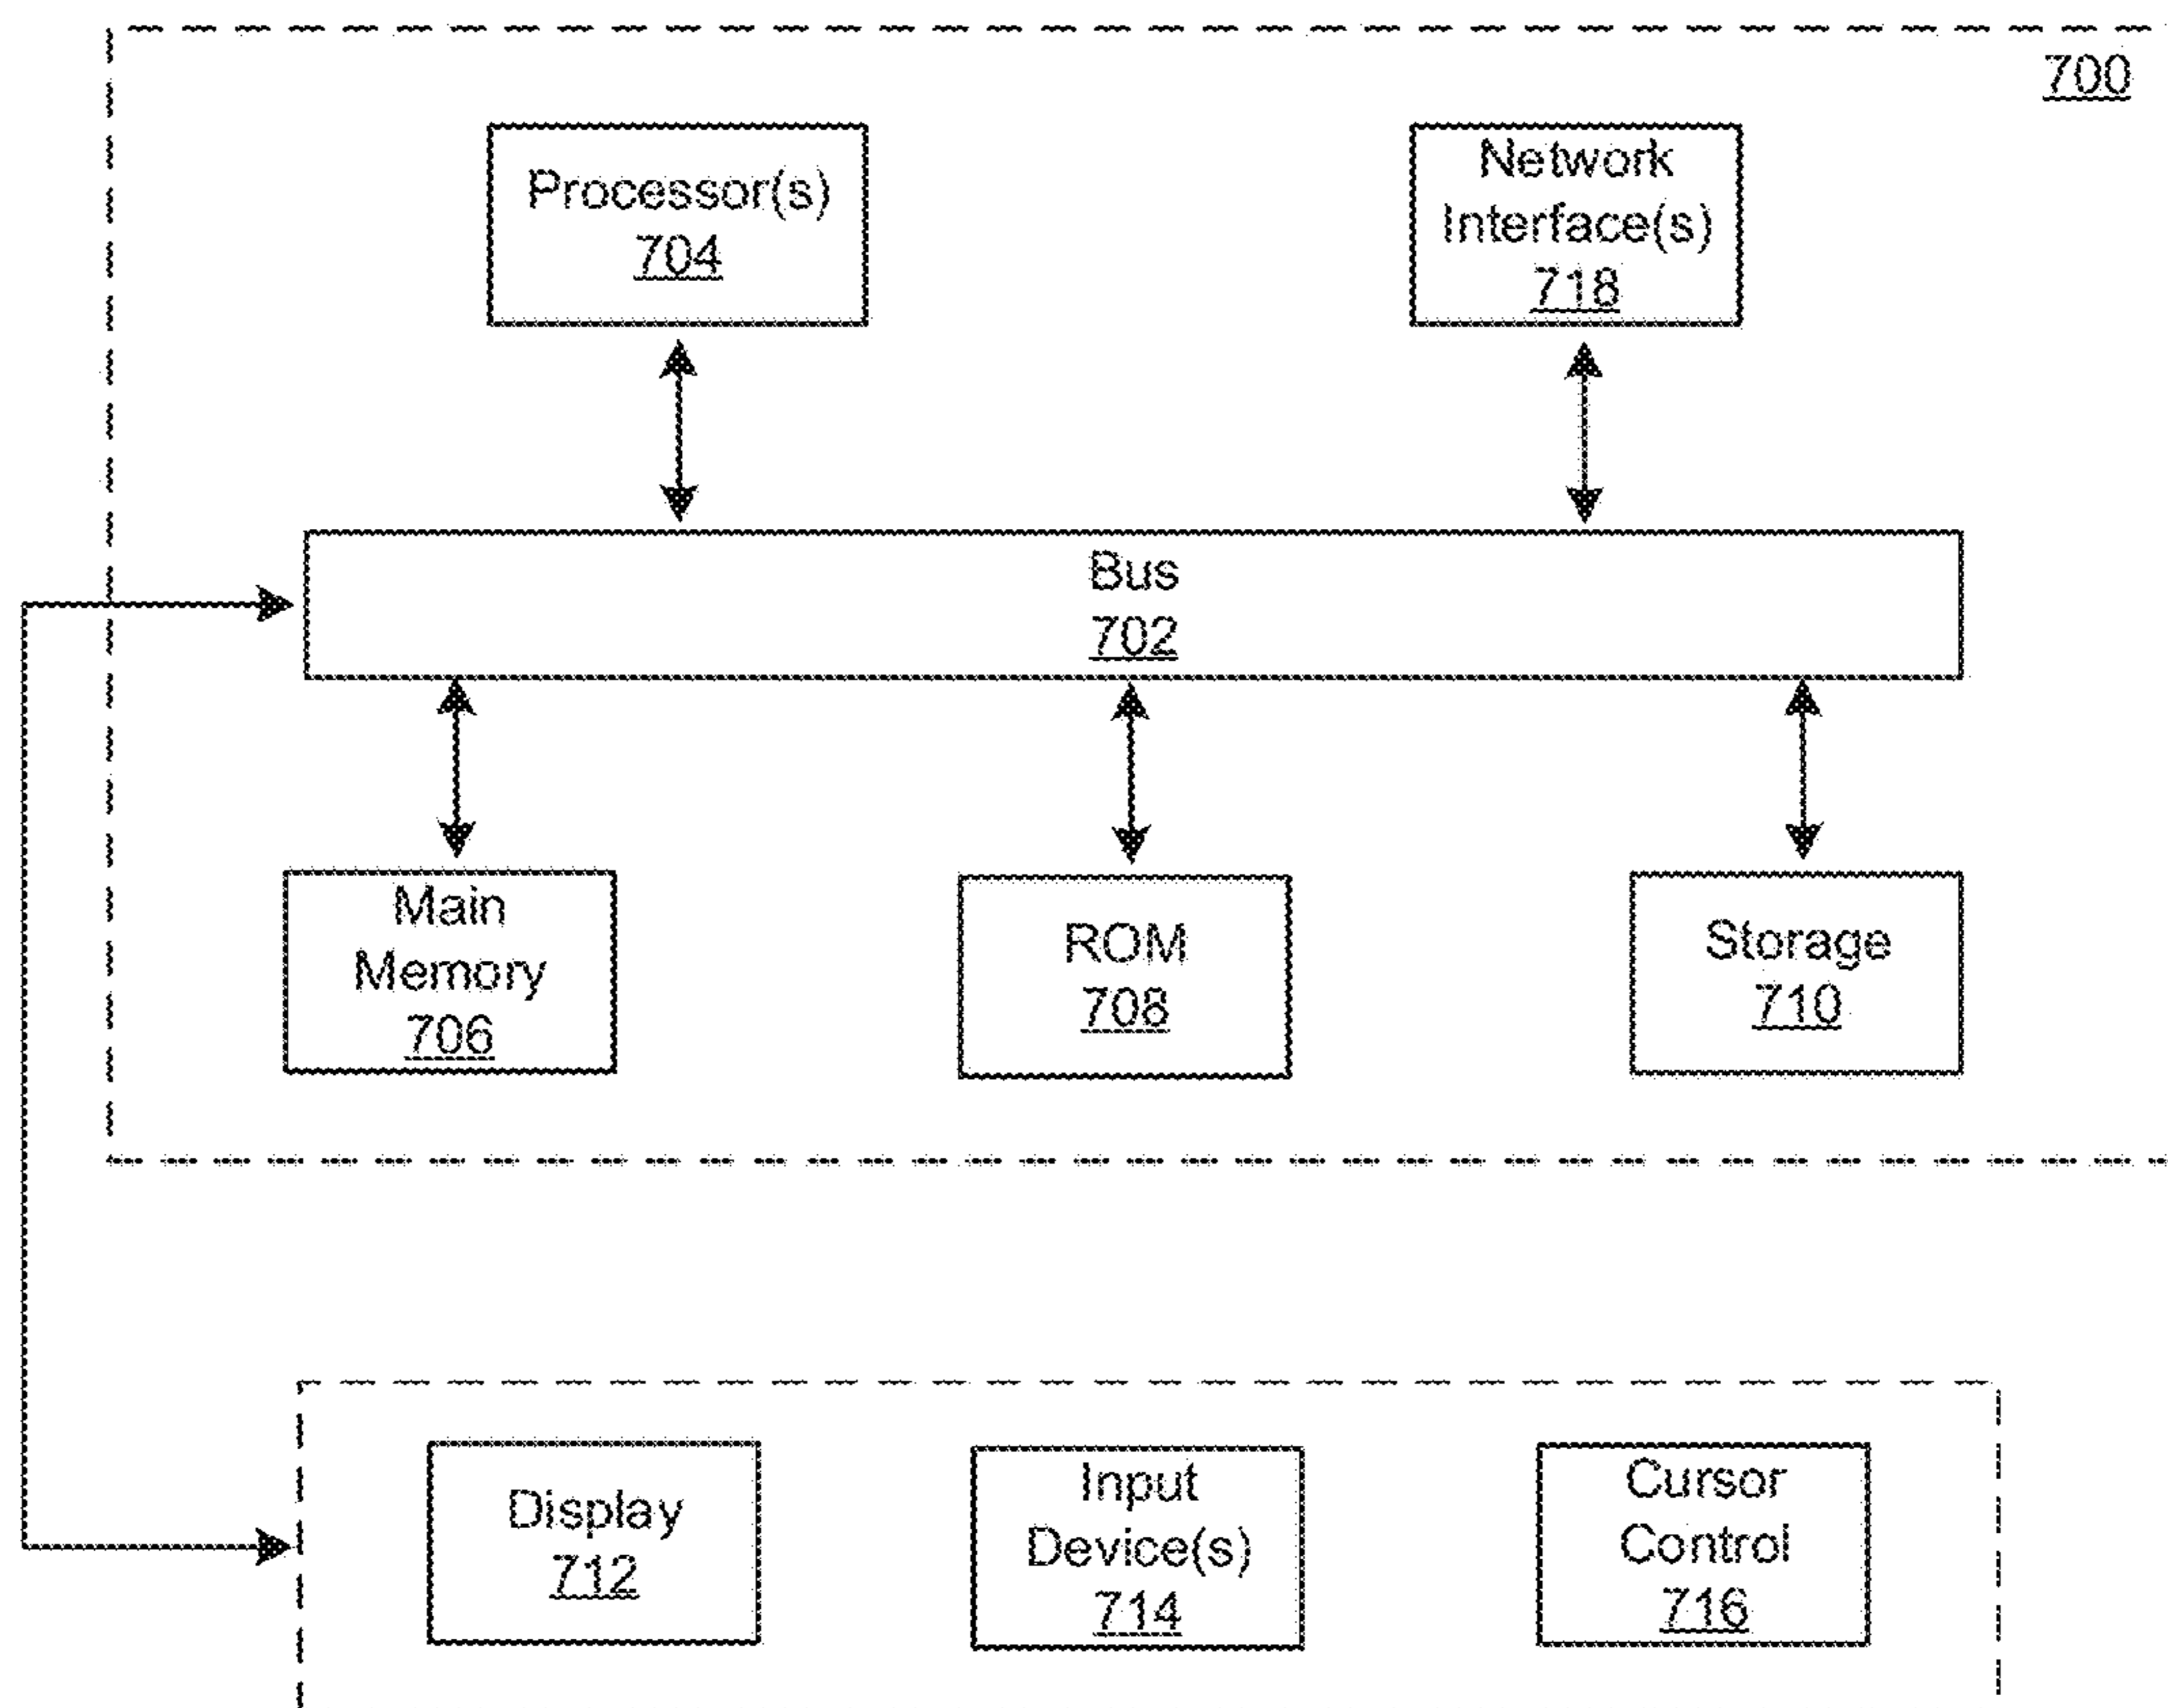 700
Processor(s)
704
Network
Interface(s)
718
Bus
702
Main
Memory
706
ROM
708
Storage
710
Display
712
Input
Device(s)
714
Cursor
Control
716